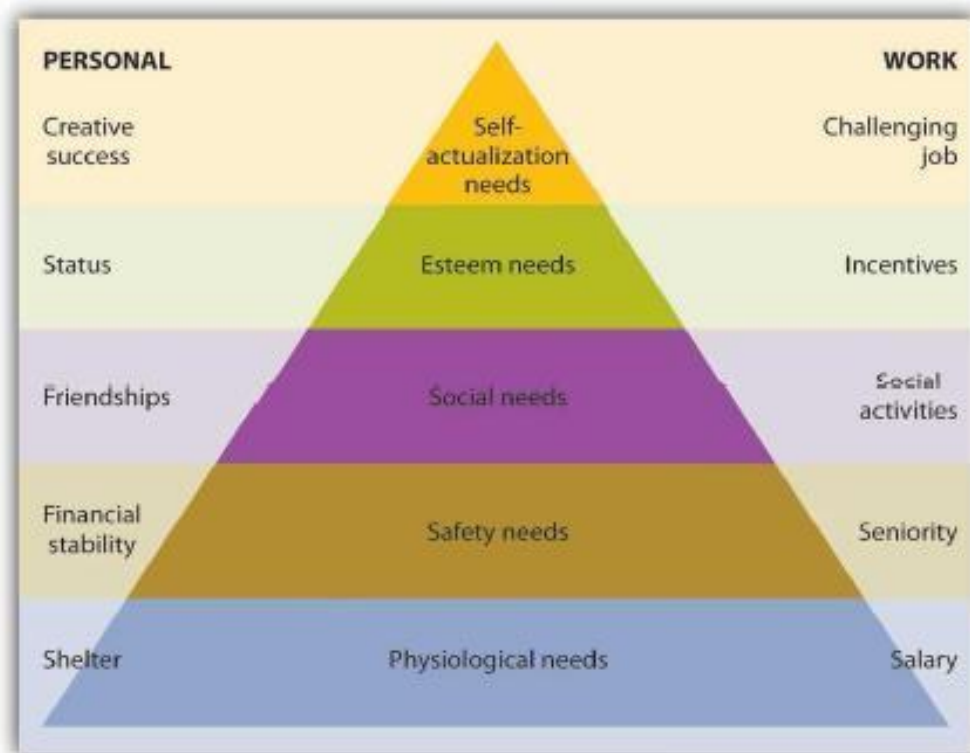 PERSONAL
WORK
Creative
success
Self-
actualization
needs
Challenging
job
Status
Esteem needs
Incentives
Friendships
Social needs
Social
activities
Financial
stability
Safety needs
Seniority
Shelter
Physiological needs
Salary